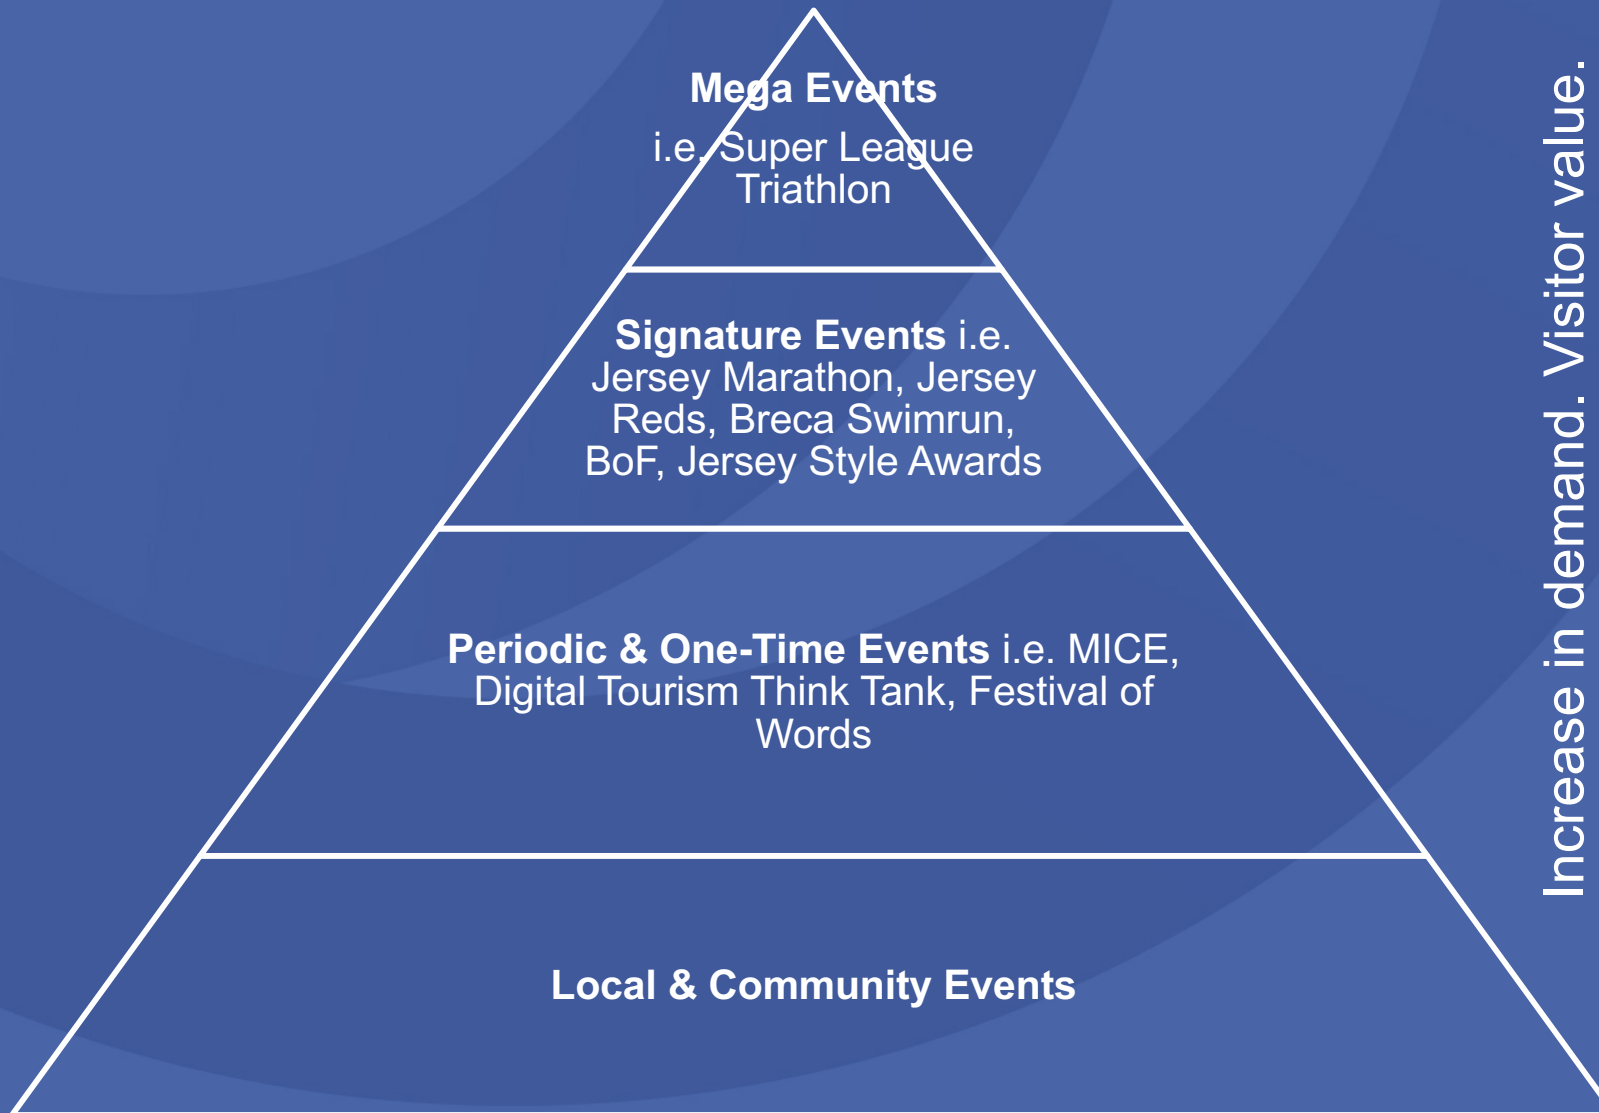 Mega Events
i.e. Super League
Triathlon
Signature Events i.e.
Jersey Marathon, Jersey
Reds, Breca Swimrun,
BoF, Jersey Style Awards
Periodic & One-Time Events i.e. MICE,
Digital Tourism Think Tank, Festival of
Words
Local & Community Events
Increase in demand. Visitor value.